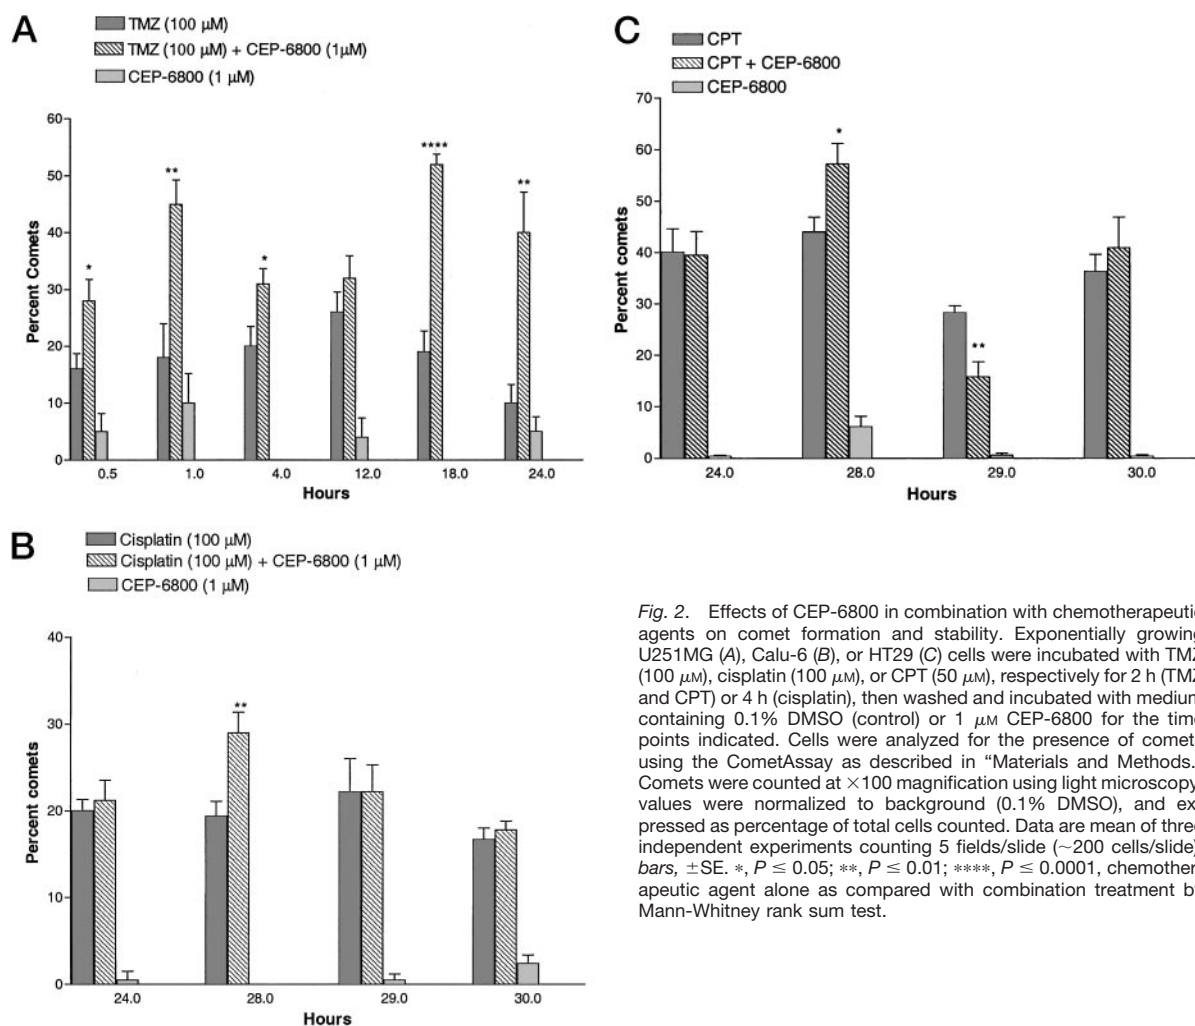 A
TMZ (100 µM)
TMZ (100 µM) + CEP-6800 (1µM)
CEP-6800 (1 µM)
Percent Comets
60
50
40
30
20
10
0
*
**
*
****
**
0.5 1.0 4.0 12.0 18.0 24.0
Hours
B
Cisplatin (100 µM)
Cisplatin (100 µM) + CEP-6800 (1 µM)
CEP-6800 (1 µM)
Percent comets
40
30
20
10
0
**
24.0 28.0 29.0 30.0
Hours
C
CPT
CPT + CEP-6800
CEP-6800
Percent comets
70
60
50
40
30
20
10
0
*
**
24.0 28.0 29.0 30.0
Hours
Fig. 2. Effects of CEP-6800 in combination with chemotherapeutic
agents on comet formation and stability. Exponentially growing
U251MG (A), Calu-6 (B), or HT29 (C) cells were incubated with TMZ
(100 µM), cisplatin (100 µM), or CPT (50 µM), respectively for 2 h (TMZ
and CPT) or 4 h (cisplatin), then washed and incubated with medium
containing 0.1% DMSO (control) or 1 µM CEP-6800 for the time
points indicated. Cells were analyzed for the presence of comet
using the CometAssay as described in “Materials and Methods.
Comets were counted at ×100 magnification using light microscopy
values were normalized to background (0.1% DMSO), and ex
pressed as percentage of total cells counted. Data are mean of three
independent experiments counting 5 fields/slide (~200 cells/slide)
bars, ±SE. *, P ≤ 0.05; **, P ≤ 0.01; ****, P ≤ 0.0001, chemother
apeutic agent alone as compared with combination treatment by
Mann-Whitney rank sum test.